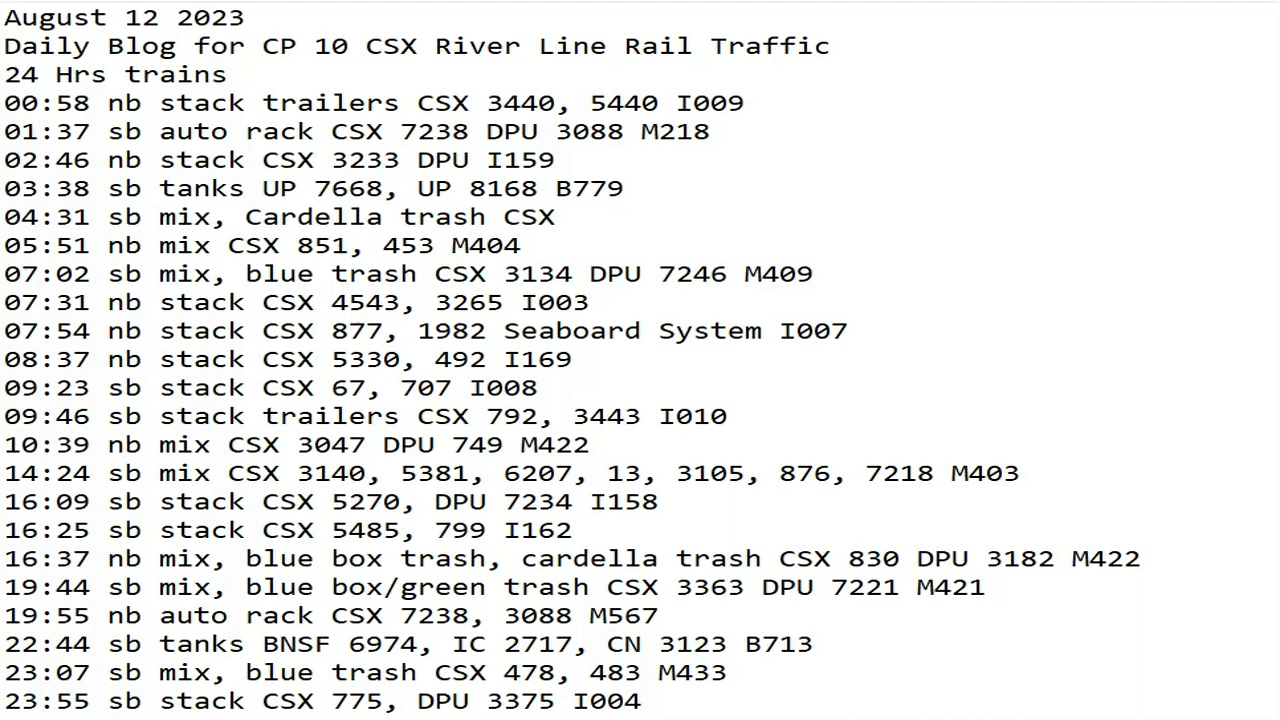 August 12 2023
Daily Blog for CP 10 CSX River Line Rail Traffic
24 Hrs trains
00:58 nb stack trailers CSX 3440, 5440 I009
01:37 sb auto rack CSX 7238 DPU 3088 M218
02:46 nb stack CSX 3233 DPU I159
03:38 sb tanks UP 7668, UP 8168 B779
04:31 sb mix, Cardella trash CSX
05:51 nb mix CSX 851, 453 M404
07:02 sb mix, blue trash CSX 3134 DPU 7246 M409
07:31 nb stack CSX 4543, 3265 I003
07:54 nb stack CSX 877, 1982 Seaboard System I007
08:37 nb stack CSX 5330, 492 I169
09:23 sb stack CSX 67, 707 I008
09:46 sb stack trailers CSX 792, 3443 I010
10:39 nb mix CSX 3047 DPU 749 M422
14:24 sb mix CSX 3140, 5381, 6207, 13, 3105, 876, 7218 M403
16:09 sb stack CSX 5270, DPU 7234 I158
16:25 sb stack CSX 5485, 799 I162
16:37 nb mix, blue box trash, cardella trash CSX 830 DPU 3182 M422
19:44 sb mix, blue box/green trash CSX 3363 DPU 7221 M421
19:55 nb auto rack CSX 7238, 3088 M567
22:44 sb tanks BNSF 6974, IC 2717, CN 3123 B713
23:07 sb mix, blue trash CSX 478, 483 M433
23:55 sb stack CSX 775, DPU 3375 I004